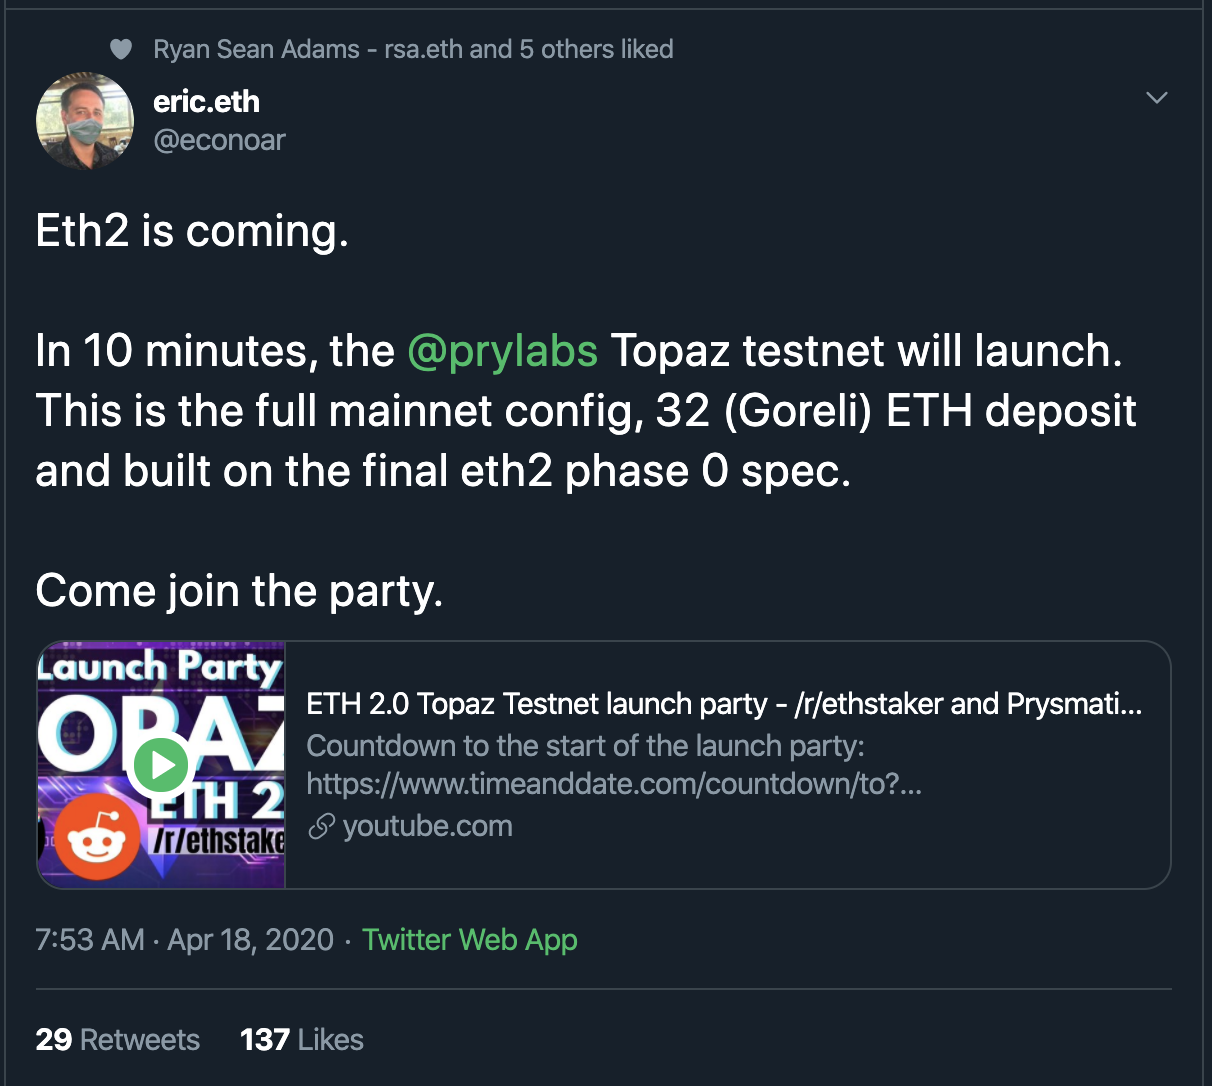 Ryan Sean Adams - rsa.eth and 5 others liked
eric.eth
@econoar
Eth2 is coming.
In 10 minutes, the @prylabs Topaz testnet will launch.
This is the full mainnet config, 32 (Goreli) ETH deposit
and built on the final eth2 phase 0 spec.
Come join the party.
Launch Party
OPAZ
ETH 2
/r/ethstake
ETH 2.0 Topaz Testnet launch party - /r/ethstaker and Prysmati...
Countdown to the start of the launch party:
https://www.timeanddate.com/countdown/to?...
youtube.com
7:53 AM · Apr 18, 2020 · Twitter Web App
29 Retweets 137 Likes